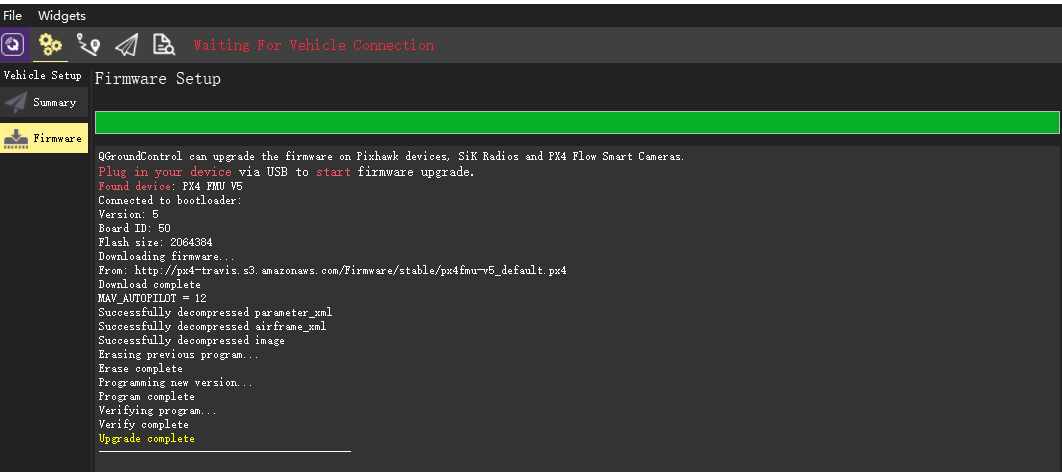 File Widgets
Waiting For Vehicle Connection
Vehicle Setup
Summary
Firmware
Firmware Setup
QGroundControl can upgrade the firmware on Pixhawk devices, SiK Radios and PX4 Flow Smart Cameras.
Plug in your device via USB to start firmware upgrade.
Found device: PX4 FMU V5
Connected to bootloader:
Version: 5
Board ID: 50
Flash size: 2064384
Downloading firmware...
From: http://px4-travis.s3.amazonaws.com/Firmware/stable/px4fmu-v5_default.px4
Download complete
MAV_AUTOPILOT = 12
Successfully decompressed parameter_xml
Successfully decompressed airframe_xml
Successfully decompressed image
Erasing previous program...
Erase complete
Programming new version...
Program complete
Verifying program...
Verify complete
Upgrade complete